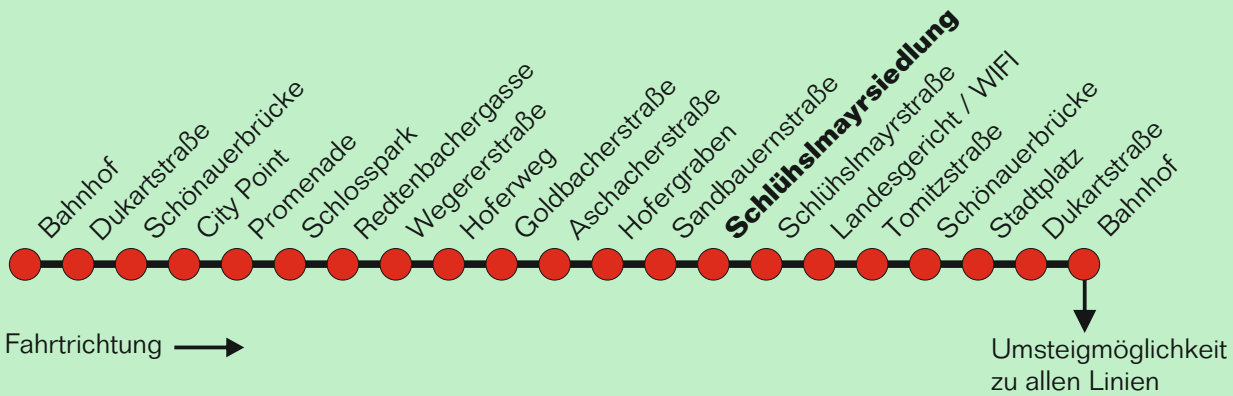 Bahnhof
Dukartstraße
Schönauerbrücke
City Point
Promenade
Schlosspark
Redtenbachergasse
Wegererstraße
Hoferweg
Goldbacherstraße
Aschacherstraße
Hofergraben
Sandbauernstraße
Schlühslmayrsiedlung
Schlühslmayrstraße
Landesgericht / WIFI
Tomitzstraße
Schönauerbrücke
Stadtplatz
Dukartstraße
Bahnhof
Fahrtrichtung
Umsteigmöglichkeit
zu allen Linien